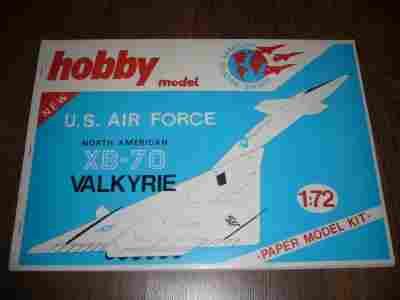 hobby
model
NEW
U.S. AIR FORCE
NORTH AMERICAN
XB-70
VALKYRIE
1:72
-PAPER MODEL KIT-